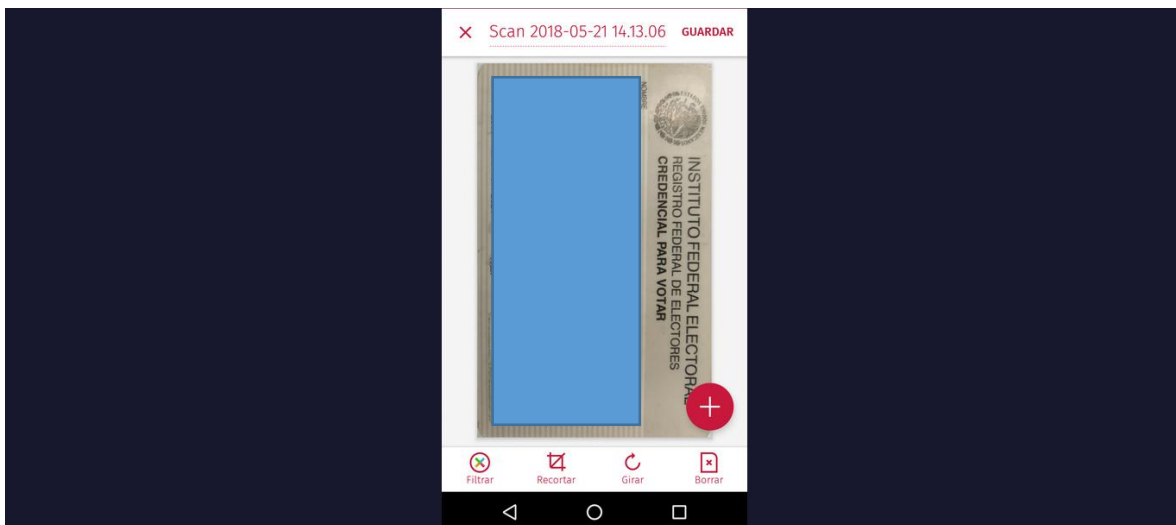 Scan 2018-05-21 14.13.06
GUARDAR
INSTITUTO FEDERAL ELECTORAL
REGISTRO FEDERAL DE ELECTORES
CREDENCIAL PARA VOTAR
NOMBRE
Filtrar
Recortar
Girar
Borrar